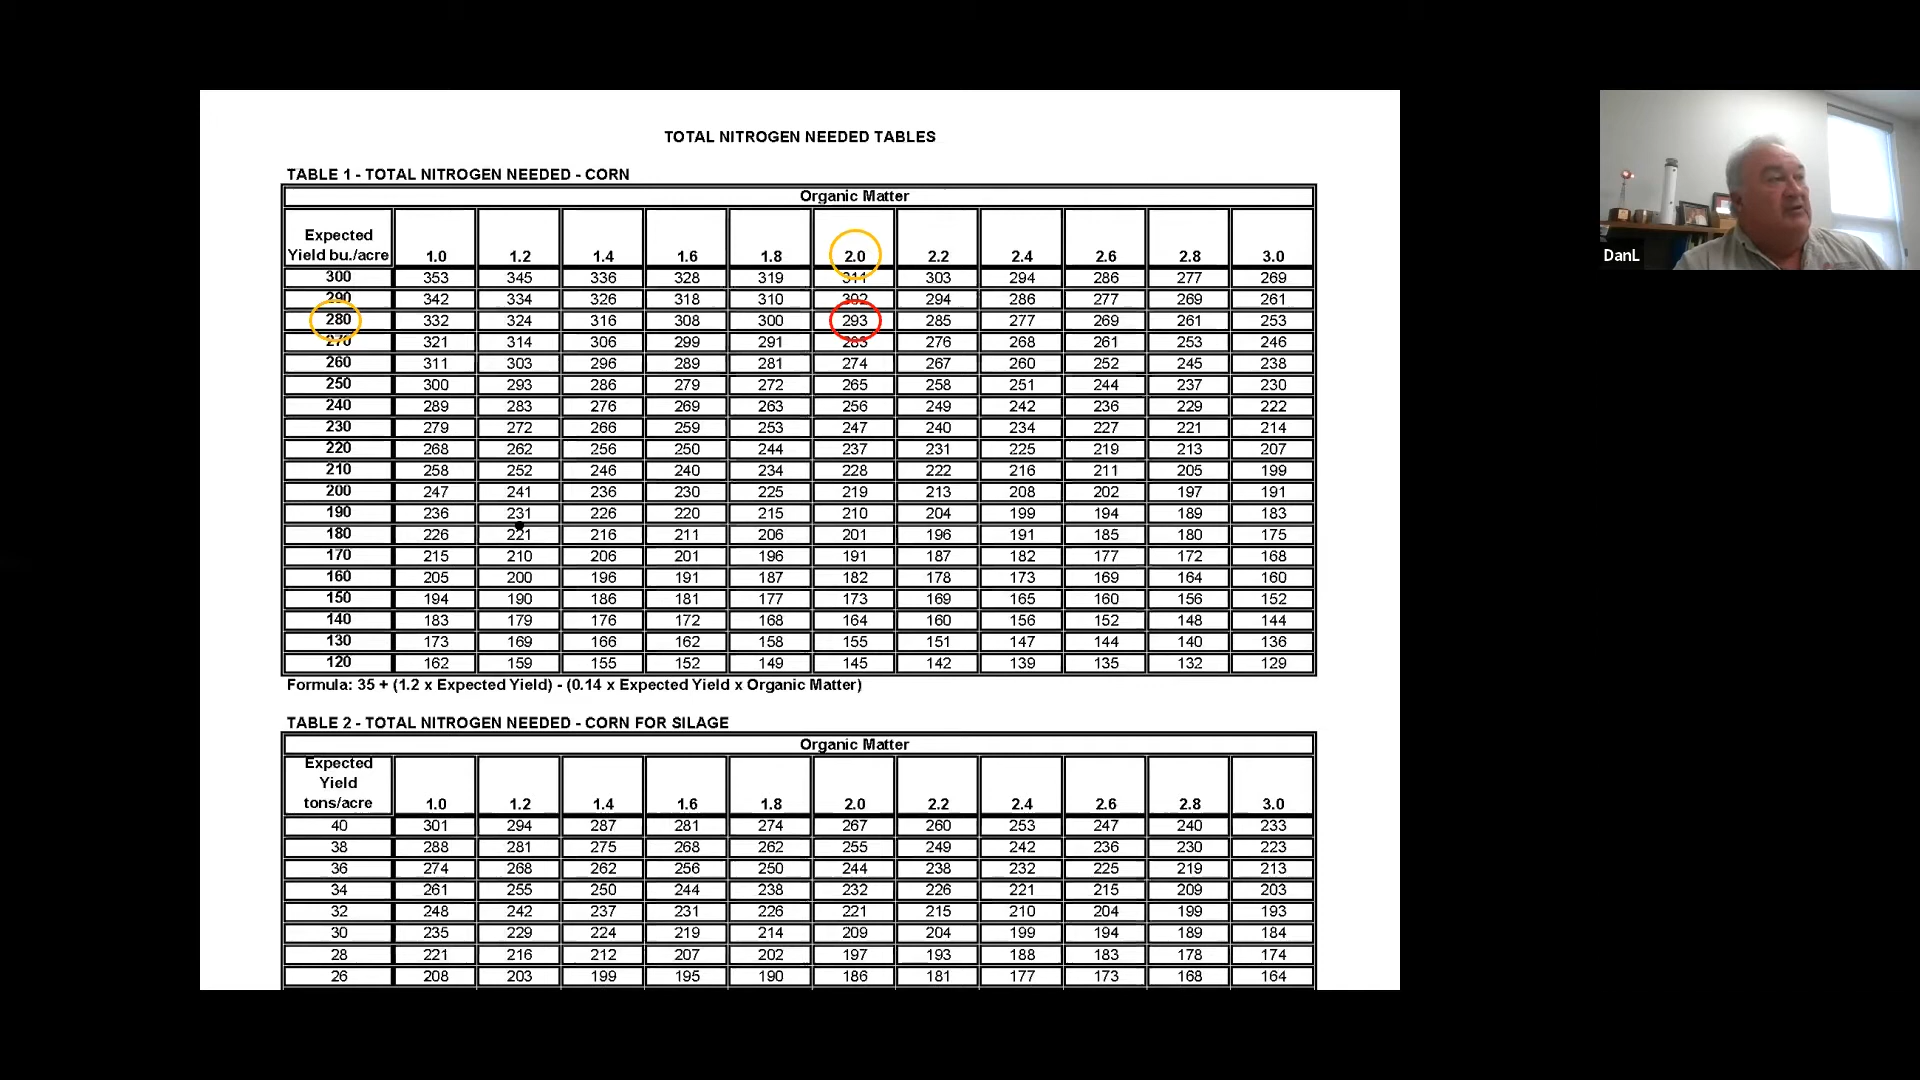 TOTAL NITROGEN NEEDED TABLES
TABLE 1 - TOTAL NITROGEN NEEDED - CORN
Organic Matter
Expected
Yield bu./acre 1.0 1.2 1.4 1.6 1.8 2.0 2.2 2.4 2.6 2.8 3.0
300 353 345 336 328 319 311 303 294 286 277 269
290 342 334 326 318 310 302 294 286 277 269 261
280 332 324 316 308 300 293 285 277 269 261 253
270 321 314 306 299 291 283 276 268 261 253 246
260 311 303 296 289 281 274 267 260 252 245 238
250 300 293 286 279 272 265 258 251 244 237 230
240 289 283 276 269 263 256 249 242 236 229 222
230 279 272 266 259 253 247 240 234 227 221 214
220 268 262 256 250 244 237 231 225 219 213 207
210 258 252 246 240 234 228 222 216 211 205 199
200 247 241 236 230 225 219 213 208 202 197 191
190 236 231 226 220 215 210 204 199 194 189 183
180 226 221 216 211 206 201 196 191 185 180 175
170 215 210 206 201 196 191 187 182 177 172 168
160 205 200 196 191 187 182 178 173 169 164 160
150 194 190 186 181 177 173 169 165 160 156 152
140 183 179 176 172 168 164 160 156 152 148 144
130 173 169 166 162 158 155 151 147 144 140 136
120 162 159 155 152 149 145 142 139 135 132 129
Formula: 35 + (1.2 x Expected Yield) - (0.14 x Expected Yield x Organic Matter)
TABLE 2 - TOTAL NITROGEN NEEDED - CORN FOR SILAGE
Organic Matter
Expected
Yield
tons/acre 1.0 1.2 1.4 1.6 1.8 2.0 2.2 2.4 2.6 2.8 3.0
40 301 294 287 281 274 267 260 253 247 240 233
38 288 281 275 268 262 255 249 242 236 230 223
36 274 268 262 256 250 244 238 232 225 219 213
34 261 255 250 244 238 232 226 221 215 209 203
32 248 242 237 231 226 221 215 210 204 199 193
30 235 229 224 219 214 209 204 199 194 189 184
28 221 216 212 207 202 197 193 188 183 178 174
26 208 203 199 195 190 186 181 177 173 168 164
DanL